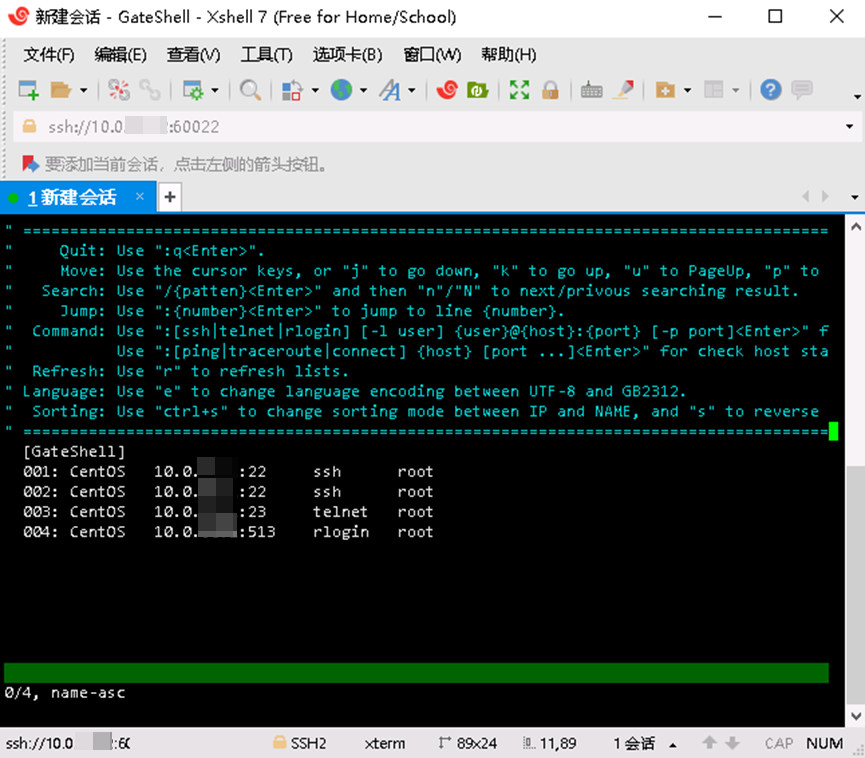 新建会话 - GateShell - Xshell 7 (Free for Home/School)
文件(F) 编辑(E) 查看(V) 工具(T) 选项卡(B) 窗口(W) 帮助(H)
ssh://10.0. :60022
要添加当前会话，点击左侧的箭头按钮。
1 新建会话 × +
" ======================================================================================
" Quit: Use ":q<Enter>".
" Move: Use the cursor keys, or "j" to go down, "k" to go up, "u" to PageUp, "p" to
" Search: Use "/{patten}<Enter>" and then "n"/"N" to next/privous searching result.
" Jump: Use ":{number}<Enter>" to jump to line {number}.
" Command: Use ":[ssh|telnet|rlogin] [-l user] {user}@{host}:{port} [-p port]<Enter>" f
" Use ":[ping|traceroute|connect] {host} [port ...]<Enter>" for check host sta
" Refresh: Use "r" to refresh lists.
" Language: Use "e" to change language encoding between UTF-8 and GB2312.
" Sorting: Use "ctrl+s" to change sorting mode between IP and NAME, and "s" to reverse
" ======================================================================================
[GateShell]
001: CentOS 10.0. :22 ssh root
002: CentOS 10.0. :22 ssh root
003: CentOS 10.0. :23 telnet root
004: CentOS 10.0. :513 rlogin root
0/4, name-asc
ssh://10.0 :60 SSH2 xterm 89x24 11,89 1 会话 CAP NUM